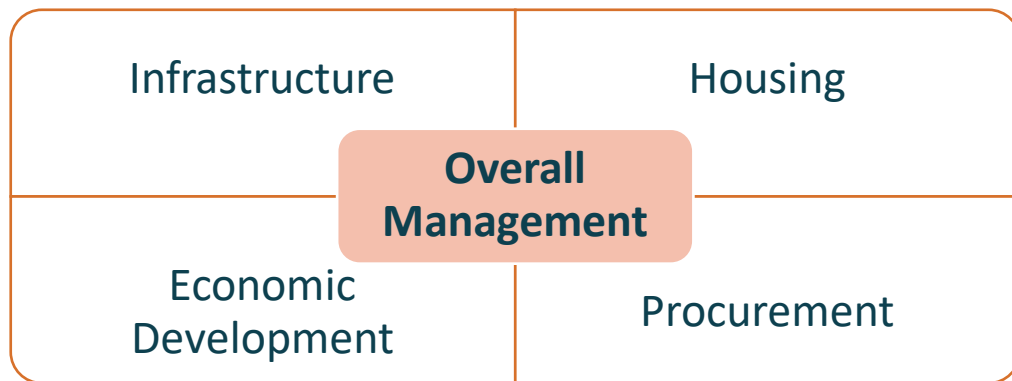 Infrastructure
Housing
Overall
Management
Economic
Development
Procurement